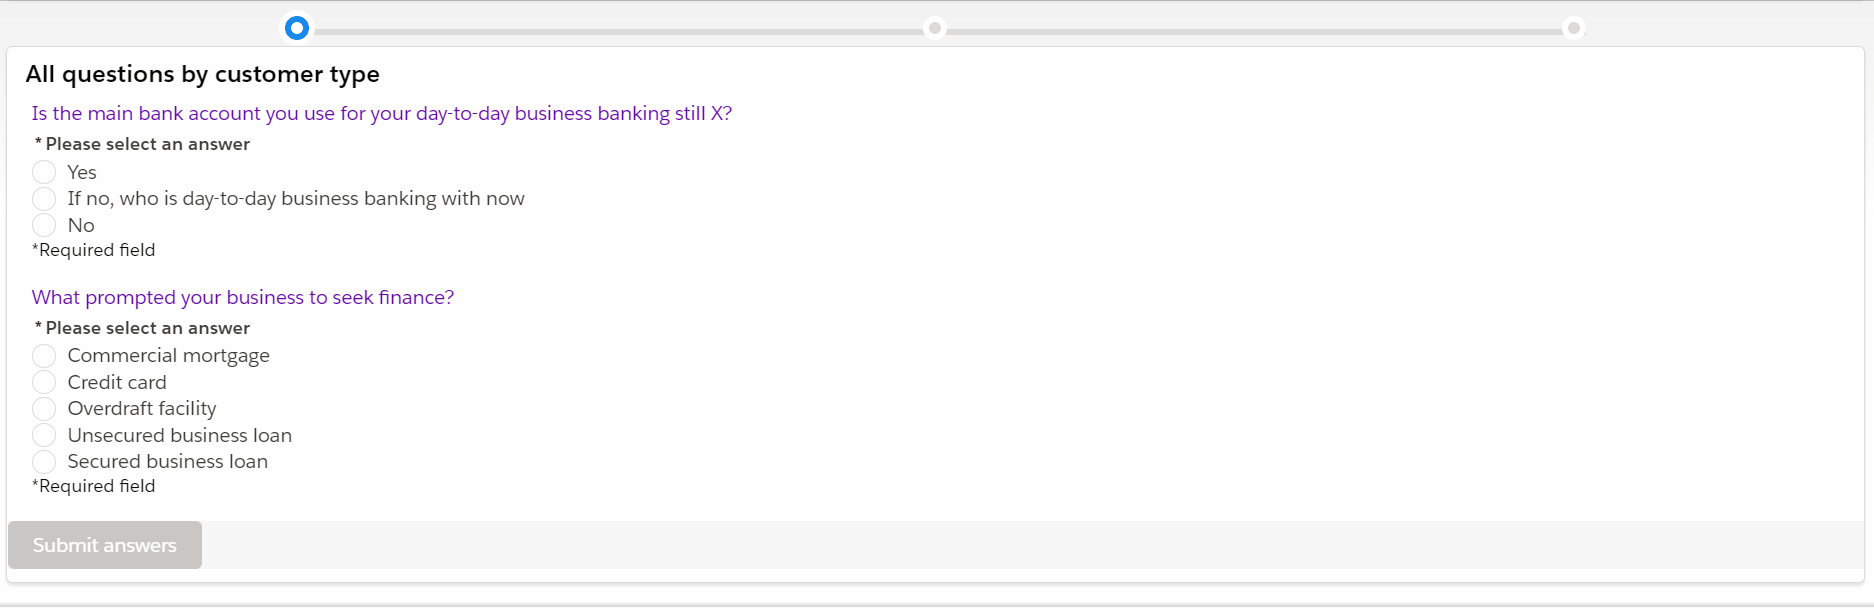 All questions by customer type
Is the main bank account you use for your day-to-day business banking still X?
* Please select an answer
Yes
If no, who is day-to-day business banking with now
No
*Required field
What prompted your business to seek finance?
* Please select an answer
Commercial mortgage
Credit card
Overdraft facility
Unsecured business loan
Secured business loan
*Required field
Submit answers